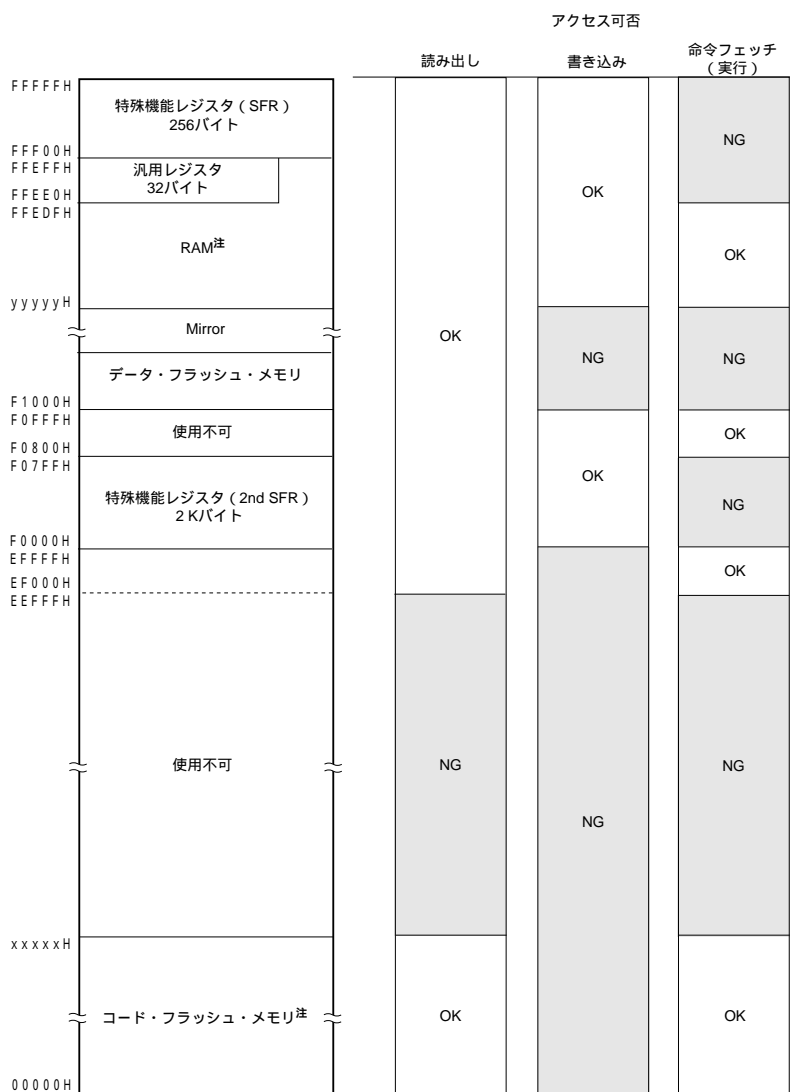 アクセス可否
読み出し
書き込み
命令フェッチ
（実行）
FFFFFH
特殊機能レジスタ（SFR）
256バイト
NG
FFF00H
FFEFFH
汎用レジスタ
32バイト
OK
FFEE0H
FFEDFH
RAM注
OK
yyyyyH
Mirror
OK
NG
NG
データ・フラッシュ・メモリ
F1000H
F0FFFH
使用不可
OK
F0800H
F07FFH
OK
特殊機能レジスタ（2nd SFR）
2 Kバイト
NG
F0000H
EFFFFH
OK
EF000H
EEFFFH
使用不可
NG
NG
NG
xxxxxH
コード・フラッシュ・メモリ注
OK
OK
00000H